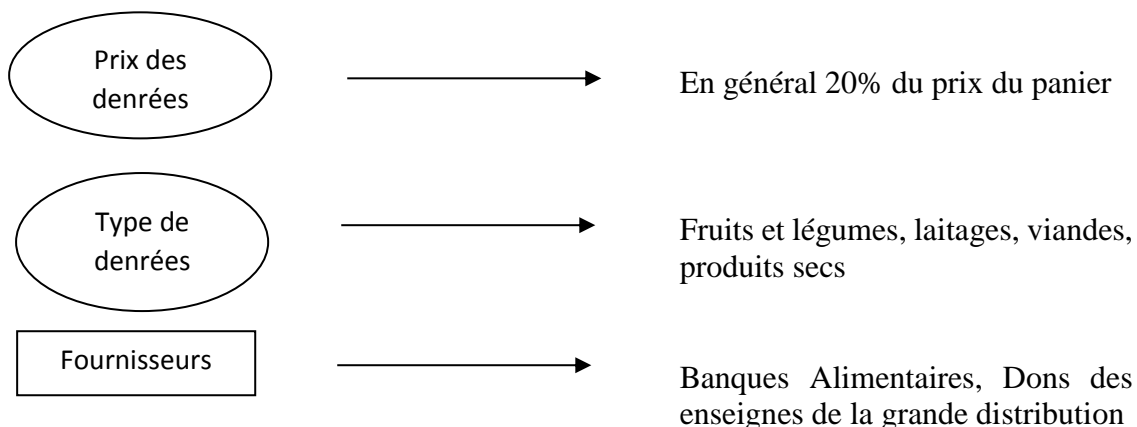 Prix des
denrées
En général 20% du prix du panier
Type de
denrées
Fruits et légumes, laitages, viandes,
produits secs
Fournisseurs
Banques Alimentaires, Dons des
enseignes de la grande distribution